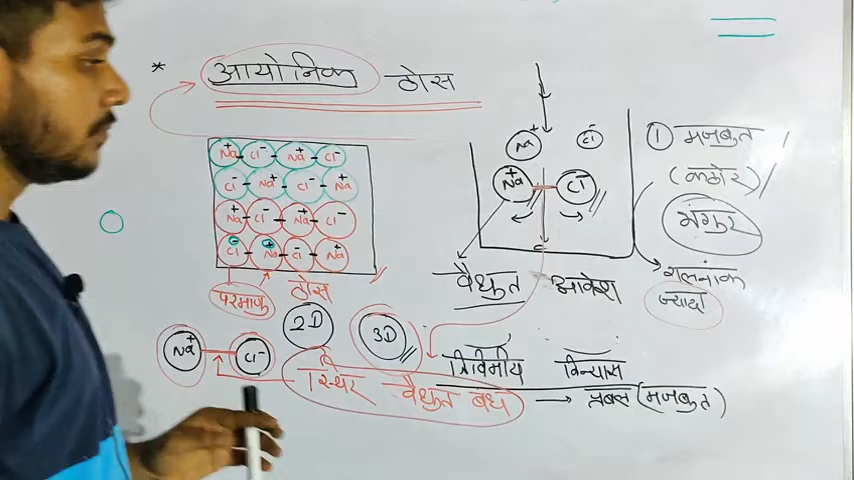 * आयोनिक ठोस
Na+ - Cl- - Na+ - Cl-
Cl- - Na+ - Cl- - Na+
Na+ - Cl- - Na+ - Cl-
Cl- - Na+ - Cl- - Na+
परमाणु
ठोस
Na+ Cl-
Na+ Cl-
वैधुत आवेश
① मजबुत
(कठोर)
भंगुर
गलनांक
ज्यादा
2D 3D
Na+ Cl-
त्रिविमीय विन्यास
वि
स्थिर वैधुत बंध → प्रबल (मजबुत)